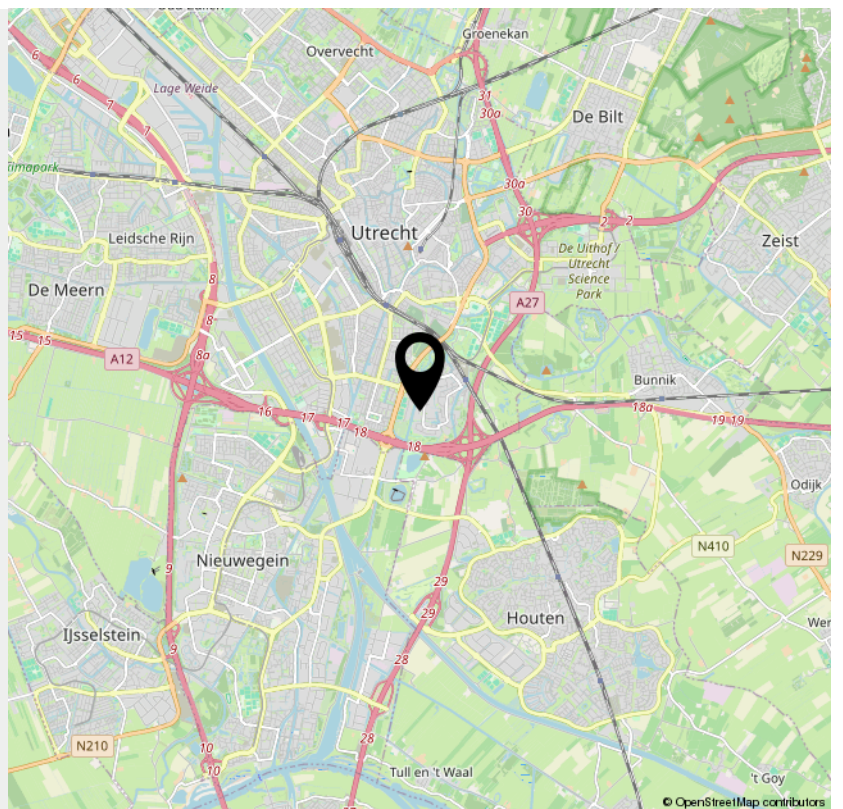 Groenekan
Overvecht
6
6
Lage Weide
7
7
31
30a
De Bilt
30a
30
2
2
Utrecht
Leidsche Rijn
De Uithof /
Utrecht
Science
Park
Zeist
De Meern
8
A27
8
15
15
A12
8a
Bunnik
16
17
17
18
18
18a
19
19
Odijk
N410
N229
Nieuwegein
9
29
29
Houten
IJsselstein
9
28
N210
10
10
28
Tull en 't Waal
't Goy
© OpenStreetMap contributors